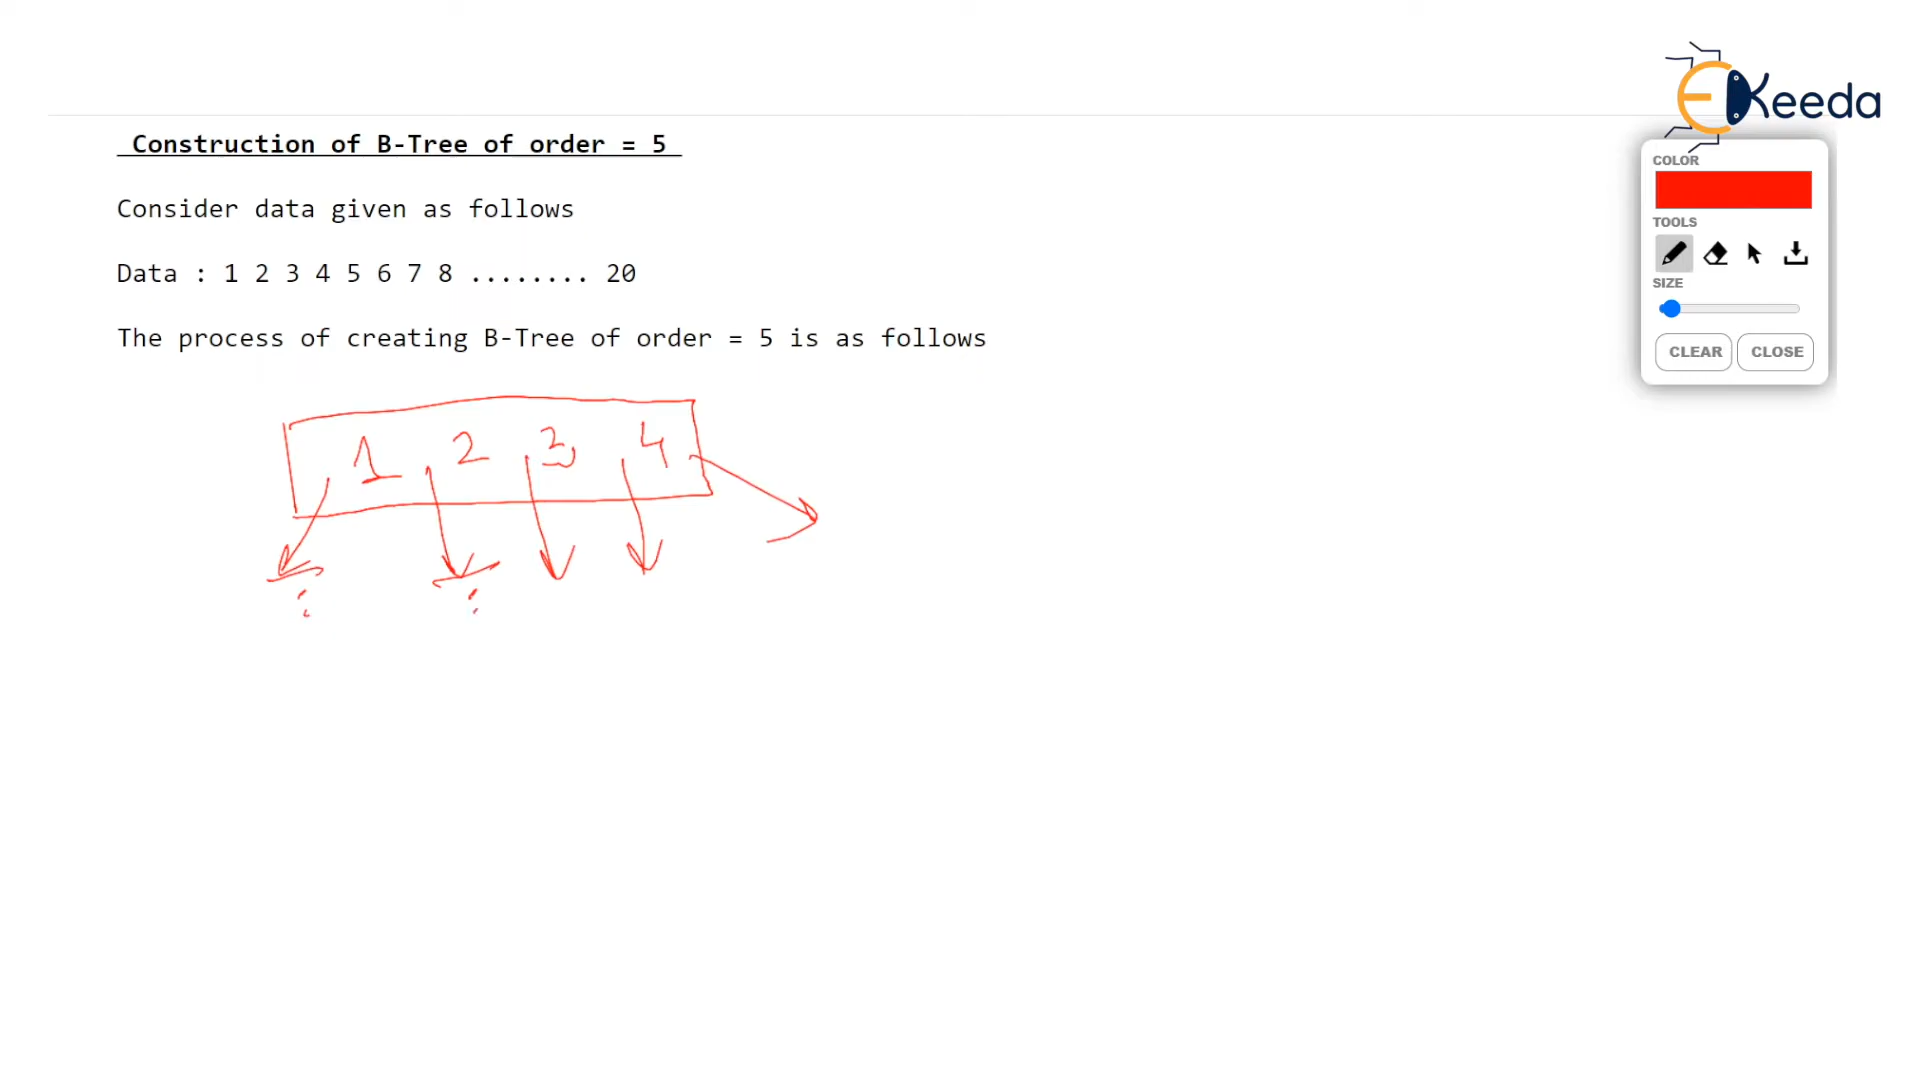 EKeeda
Construction of B-Tree of order = 5
COLOR
Consider data given as follows
TOOLS
Data : 1 2 3 4 5 6 7 8 ........ 20
SIZE
The process of creating B-Tree of order = 5 is as follows
CLEAR CLOSE
1 2 3 4